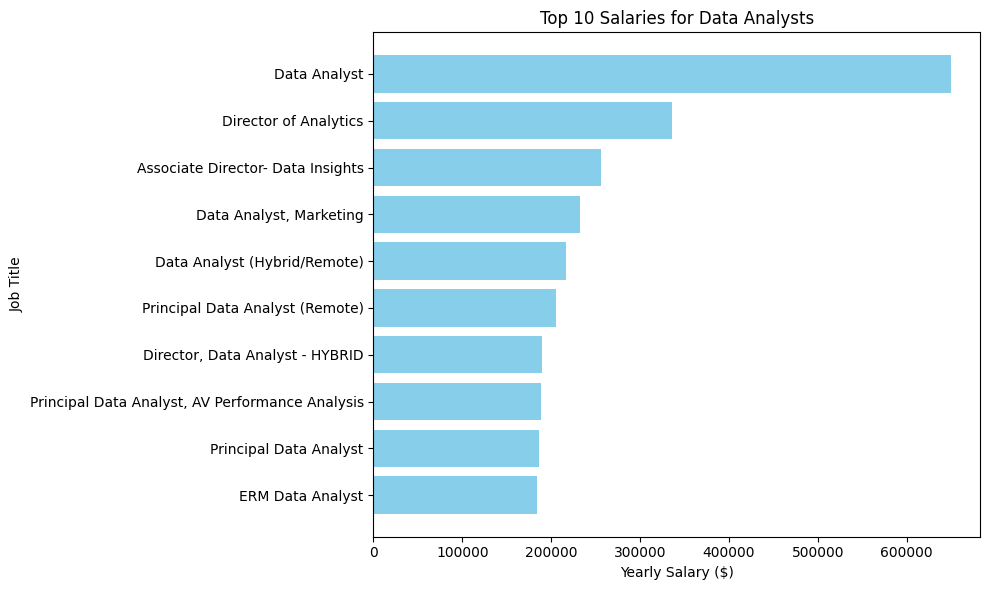 Top 10 Salaries for Data Analysts
Job Title
Data Analyst
Director of Analytics
Associate Director- Data Insights
Data Analyst, Marketing
Data Analyst (Hybrid/Remote)
Principal Data Analyst (Remote)
Director, Data Analyst - HYBRID
Principal Data Analyst, AV Performance Analysis
Principal Data Analyst
ERM Data Analyst
0 100000 200000 300000 400000 500000 600000
Yearly Salary ($)